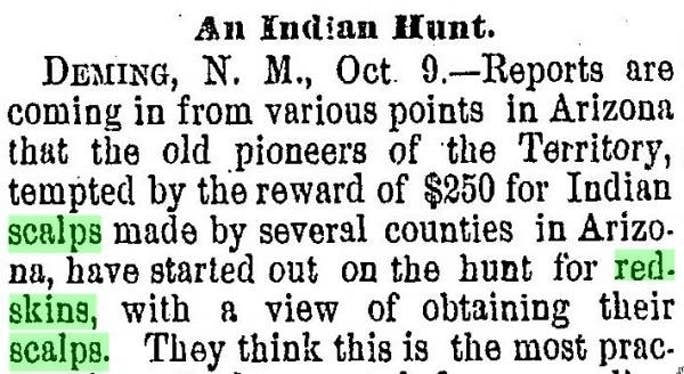 An Indian Hunt.
DEMING, N. M., Oct. 9.—Reports are
coming in from various points in Arizona
that the old pioneers of the Territory,
tempted by the reward of $250 for Indian
scalps made by several counties in Arizo-
na, have started out on the hunt for red-
skins, with a view of obtaining their
scalps. They think this is the most prac-